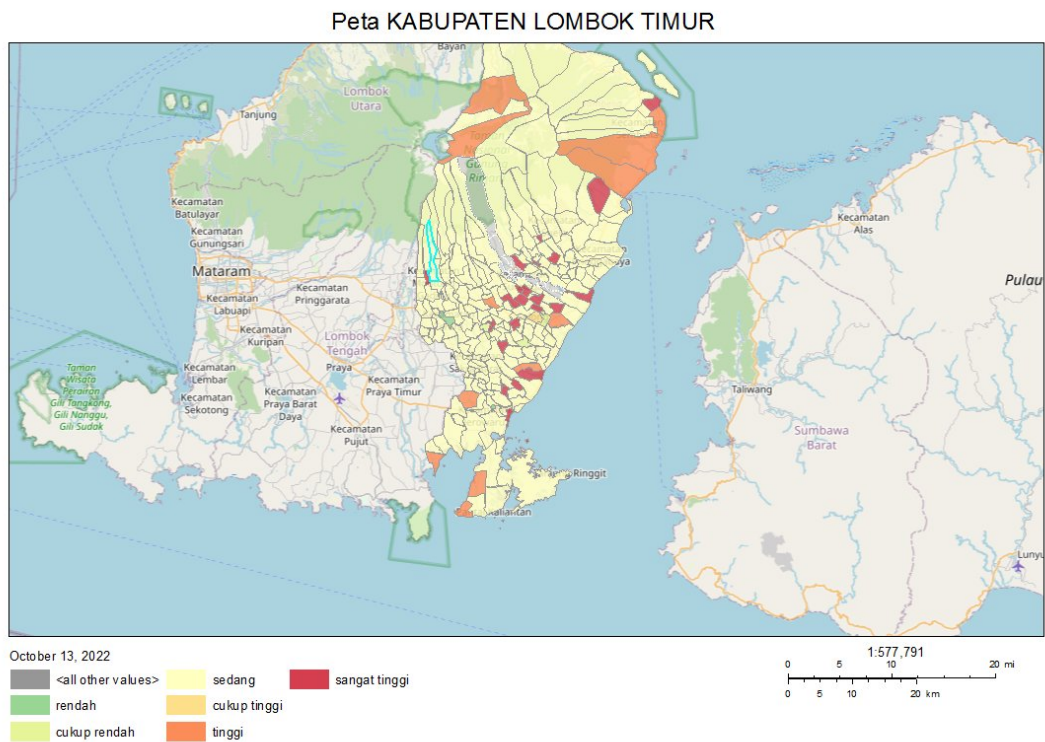 Peta KABUPATEN LOMBOK TIMUR
Bayan
Lombok
Utara
Tanjung
Kecamatan
Kecamatan
Batulayar
Kecamatan
Gunungsari
Mataram
Kecamatan
Labuapi
Kecamatan
Pringgarata
Kecamatan
Kuripan
Lombok
Tengah
Praya
Kecamatan
Lembar
Kecamatan
Sekotong
Kecamatan
Praya Barat
Daya
Kecamatan
Praya Timur
Kecamatan
Pujut
Taman
Wisata
Perairan
Gili Tangkong,
Gili Nanggu,
Gili Sudak
Ringgit
Kecamatan
Alas
Pulau
Taliwang
Sumbawa
Barat
Lunyu
October 13, 2022
<all other values>
rendah
cukup rendah
sedang
cukup tinggi
tinggi
sangat tinggi
1:577,791
0 5 10 20 mi
0 5 10 20 km